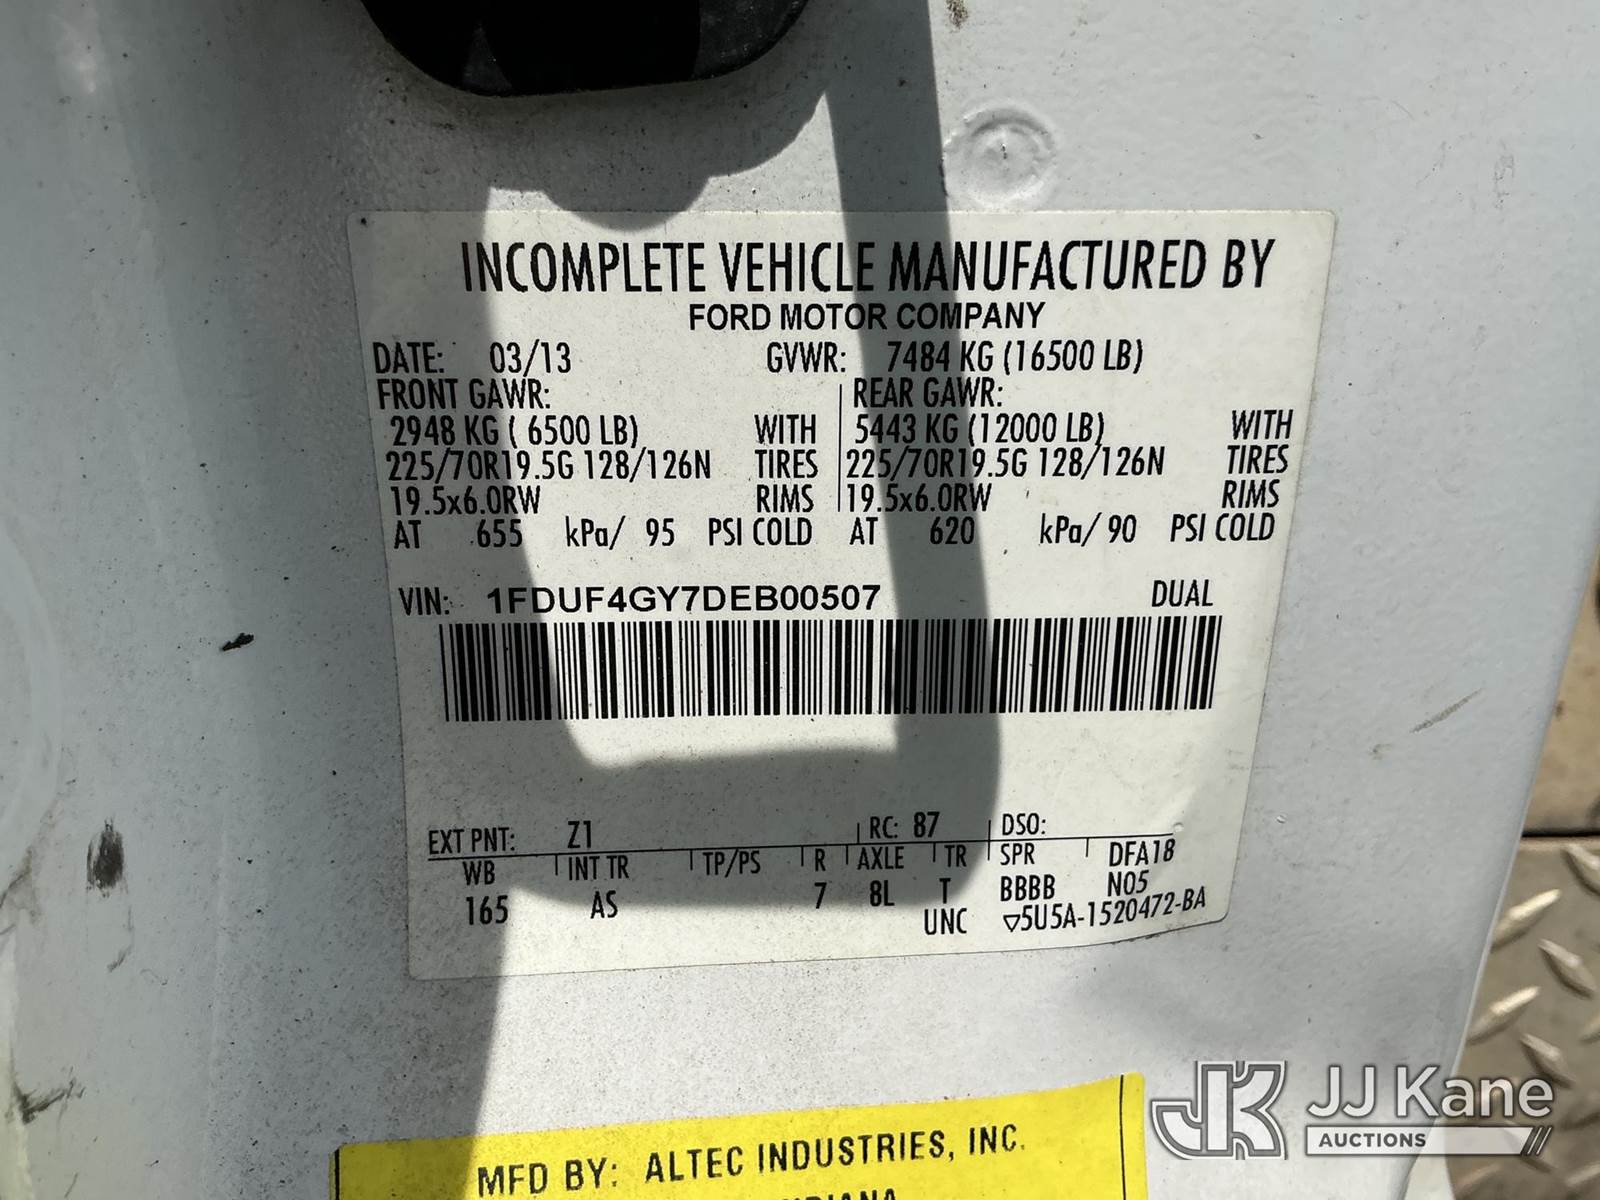 INCOMPLETE VEHICLE MANUFACTURED BY
FORD MOTOR COMPANY
DATE: 03/13 GVWR: 7484 KG (16500 LB)
FRONT GAWR: REAR GAWR:
2948 KG ( 6500 LB) WITH 5443 KG (12000 LB) WITH
225/70R19.5G 128/126N TIRES 225/70R19.5G 128/126N TIRES
19.5x6.0RW RIMS 19.5x6.0RW RIMS
AT 655 kPa/ 95 PSI COLD AT 620 kPa/ 90 PSI COLD
VIN: 1FDUF4GY7DEB00507 DUAL
EXT PNT: Z1 RC: 87 DSO:
WB INT TR TP/PS R AXLE TR SPR DFA18
165 AS 7 8L T BBBB N05
UNC ▽5U5A-1520472-BA
MFD BY: ALTEC INDUSTRIES, INC.
JK JJ Kane
AUCTIONS